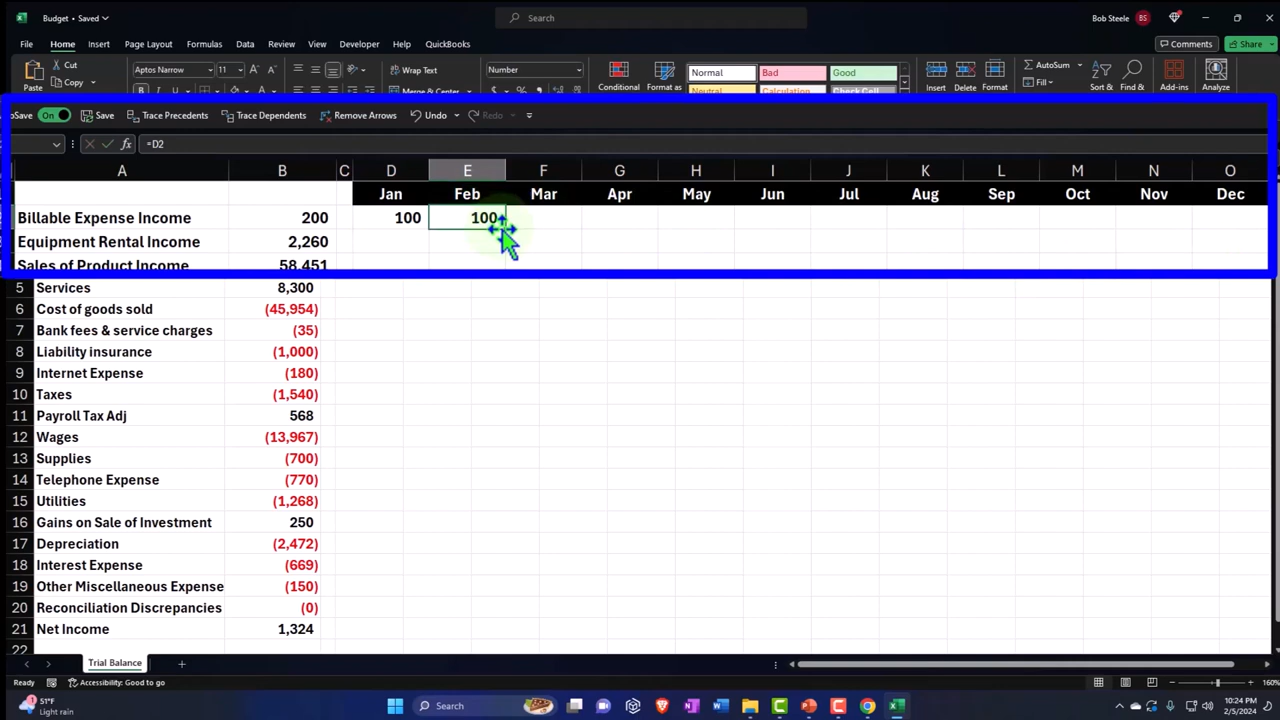 Budget • Saved
Search
Bob Steele BS
File Home Insert Page Layout Formulas Data Review View Developer Help QuickBooks Comments Share
Paste Cut Copy Aptos Narrow 11 Wrap Text Merge & Center Number Conditional Format as Normal Bad Good Neutral Calculation Check Cell Insert Delete Format AutoSum Fill Sort & Find & Add-ins Analyze
On Save Trace Precedents Trace Dependents Remove Arrows Undo Redo
fx =D2
A B C D E F G H I J K L M N O
Jan Feb Mar Apr May Jun Jul Aug Sep Oct Nov Dec
Billable Expense Income 200 100 100
Equipment Rental Income 2,260
Sales of Product Income 58,451
5 Services 8,300
6 Cost of goods sold (45,954)
7 Bank fees & service charges (35)
8 Liability insurance (1,000)
9 Internet Expense (180)
10 Taxes (1,540)
11 Payroll Tax Adj 568
12 Wages (13,967)
13 Supplies (700)
14 Telephone Expense (770)
15 Utilities (1,268)
16 Gains on Sale of Investment 250
17 Depreciation (2,472)
18 Interest Expense (669)
19 Other Miscellaneous Expense (150)
20 Reconciliation Discrepancies (0)
21 Net Income 1,324
22
Trial Balance
Ready Accessibility: Good to go 160%
51°F
Light rain
Search
10:24 PM
2/5/2024